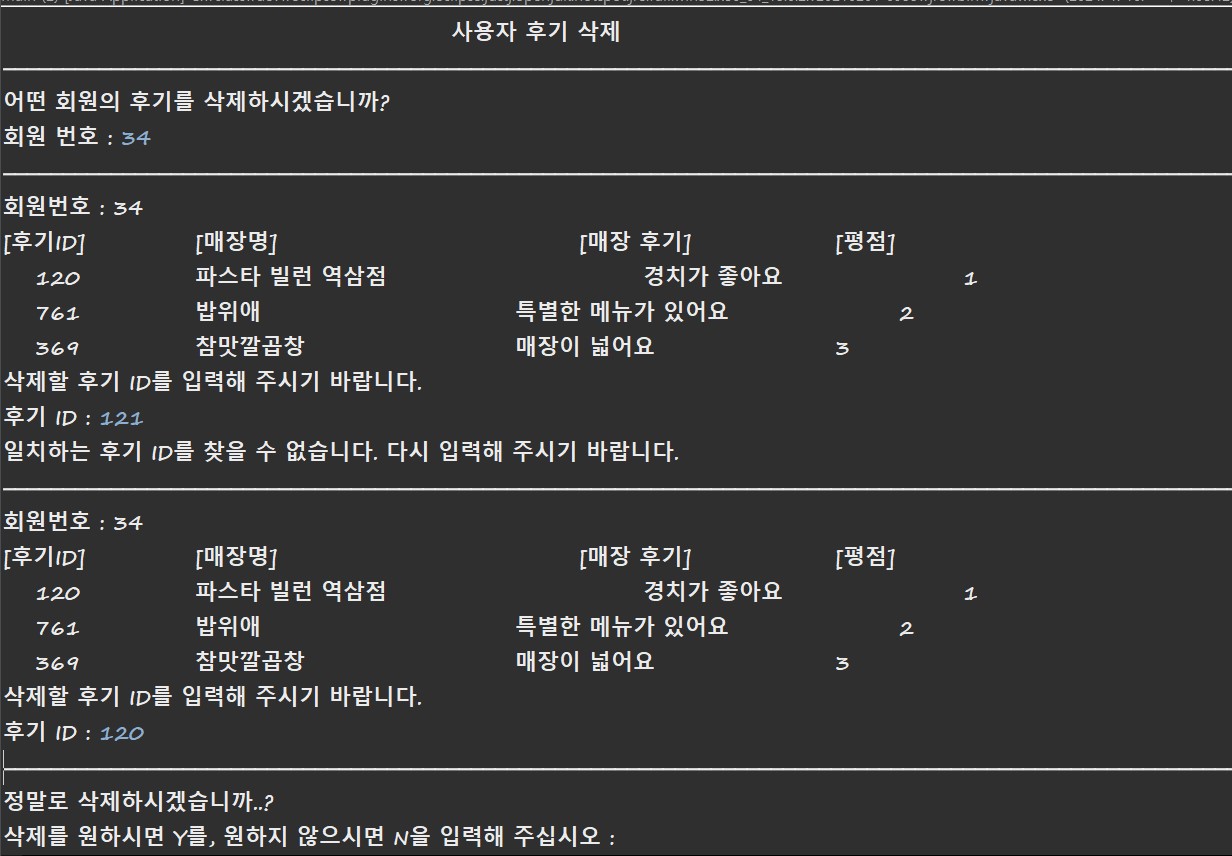 사용자 후기 삭제
어떤 회원의 후기를 삭제하시겠습니까?
회원 번호 : 34
회원번호 : 34
[후기ID] [매장명] [매장 후기] [평점]
120 파스타 빌런 역삼점 경치가 좋아요 1
761 밥위애 특별한 메뉴가 있어요 2
369 참맛깔곱창 매장이 넓어요 3
삭제할 후기 ID를 입력해 주시기 바랍니다.
후기 ID : 121
일치하는 후기 ID를 찾을 수 없습니다. 다시 입력해 주시기 바랍니다.
회원번호 : 34
[후기ID] [매장명] [매장 후기] [평점]
120 파스타 빌런 역삼점 경치가 좋아요 1
761 밥위애 특별한 메뉴가 있어요 2
369 참맛깔곱창 매장이 넓어요 3
삭제할 후기 ID를 입력해 주시기 바랍니다.
후기 ID : 120
정말로 삭제하시겠습니까..?
삭제를 원하시면 Y를, 원하지 않으시면 N을 입력해 주십시오 :